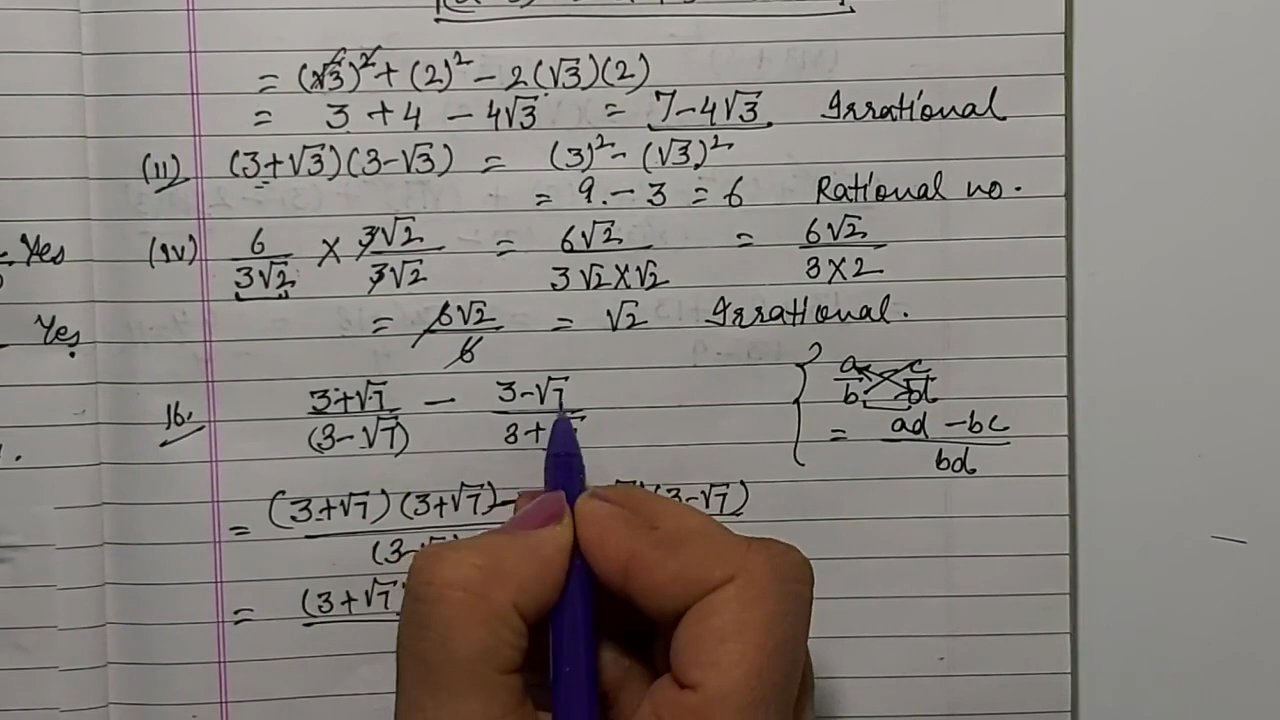 = (√3)² + (2)² - 2(√3)(2)
= 3 + 4 - 4√3 = 7-4√3 Irrational
(11) (3+√3)(3-√3) = (3)² - (√3)²
= 9 - 3 = 6 Rational no.
Yes (iv) 6/3√2 × 3√2/3√2 = 6√2/3√2×√2 = 6√2/3×2
Yes = 6√2/6 = √2 Irrational.
16. 3+√7/(3-√7) - 3-√7/3+ { a/b c/d
= ad-bc/bd
= (3+√7)(3+√7)- (3-√7)
= (3+√7